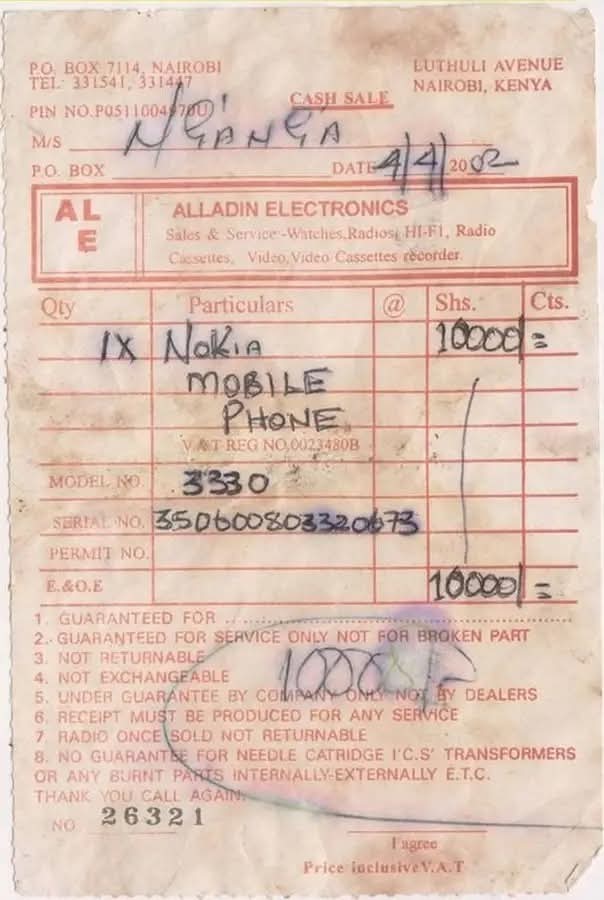 P.O. BOX 7114, NAIROBI
TEL: 331541, 331447
LUTHULI AVENUE
NAIROBI, KENYA
PIN NO.P0511004970U
CASH SALE
M/S NG'ANG'A
P.O. BOX DATE 4/4/2002
AL
E
ALLADIN ELECTRONICS
Sales & Service-Watches,Radios, HI-F1, Radio
Cassettes, Video,Video Cassettes recorder.
Qty Particulars @ Shs. Cts.
1X NOKIA 10000/=
MOBILE
PHONE
V.A.T REG NO.0023480B
MODEL NO. 3330
SERIAL NO. 350600803320673
PERMIT NO.
E.&O.E 10000/=
1. GUARANTEED FOR
2. GUARANTEED FOR SERVICE ONLY NOT FOR BROKEN PART
3. NOT RETURNABLE
4. NOT EXCHANGEABLE
5. UNDER GUARANTEE BY COMPANY ONLY NOT BY DEALERS
6. RECEIPT MUST BE PRODUCED FOR ANY SERVICE
7. RADIO ONCE SOLD NOT RETURNABLE
8. NO GUARANTEE FOR NEEDLE CATRIDGE I'C.S' TRANSFORMERS
OR ANY BURNT PARTS INTERNALLY-EXTERNALLY E.T.C.
THANK YOU CALL AGAIN.
NO 26321
I agree
Price inclusive V.A.T